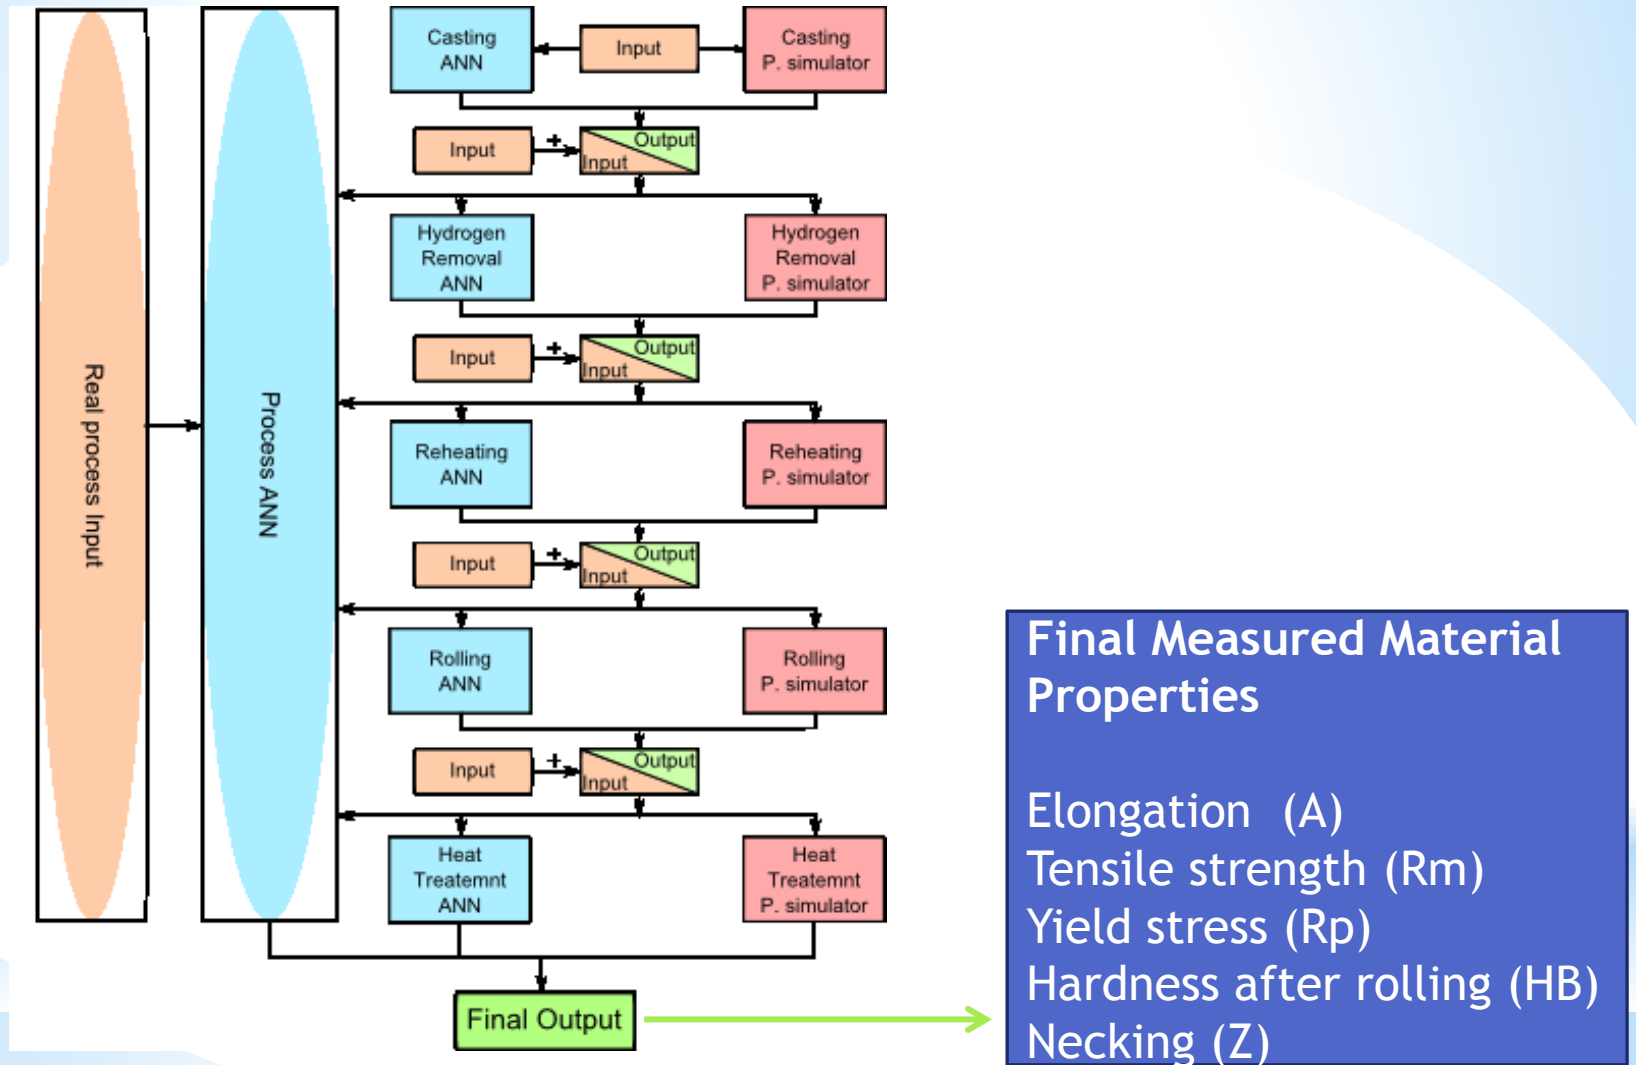 Casting
ANN
Input
Casting
P. simulator
Input
+
Output
Input
Hydrogen
Removal
ANN
Hydrogen
Removal
P. simulator
Input
+
Output
Input
Reheating
ANN
Reheating
P. simulator
Input
+
Output
Input
Rolling
ANN
Rolling
P. simulator
Input
+
Output
Input
Heat
Treatemnt
ANN
Heat
Treatemnt
P. simulator
Real process Input
Process ANN
Final Output
Final Measured Material
Properties
Elongation (A)
Tensile strength (Rm)
Yield stress (Rp)
Hardness after rolling (HB)
Necking (Z)